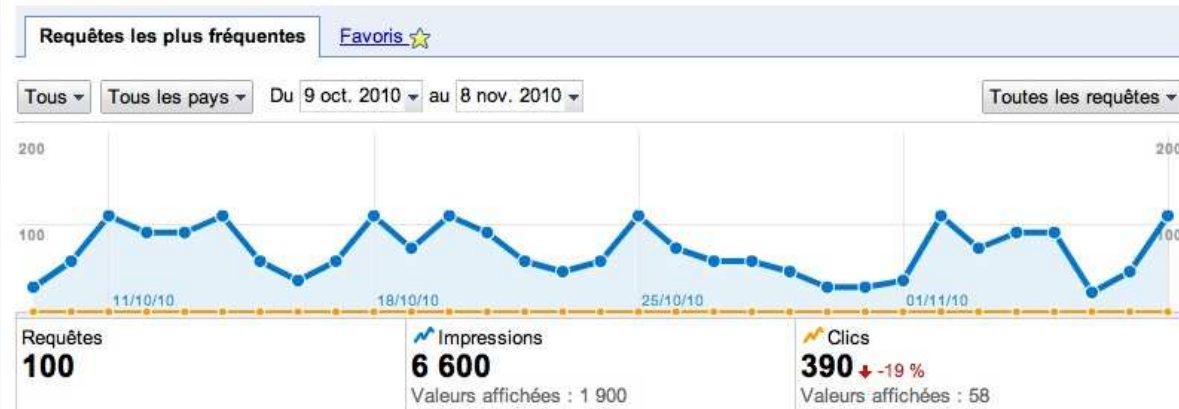 Requêtes les plus fréquentes Favoris
Tous Tous les pays Du 9 oct. 2010 au 8 nov. 2010 Toutes les requêtes
200 200
100 100
11/10/10 18/10/10 25/10/10 01/11/10
Requêtes Impressions Clics
100 6 600 390 -19 %
Valeurs affichées : 1 900 Valeurs affichées : 58